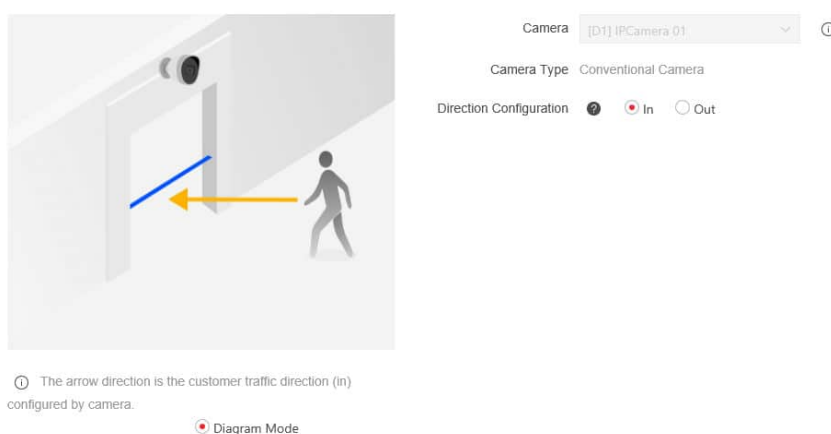 Camera [D1] IPCamera 01
Camera Type Conventional Camera
Direction Configuration ? In Out
The arrow direction is the customer traffic direction (in)
configured by camera.
Diagram Mode